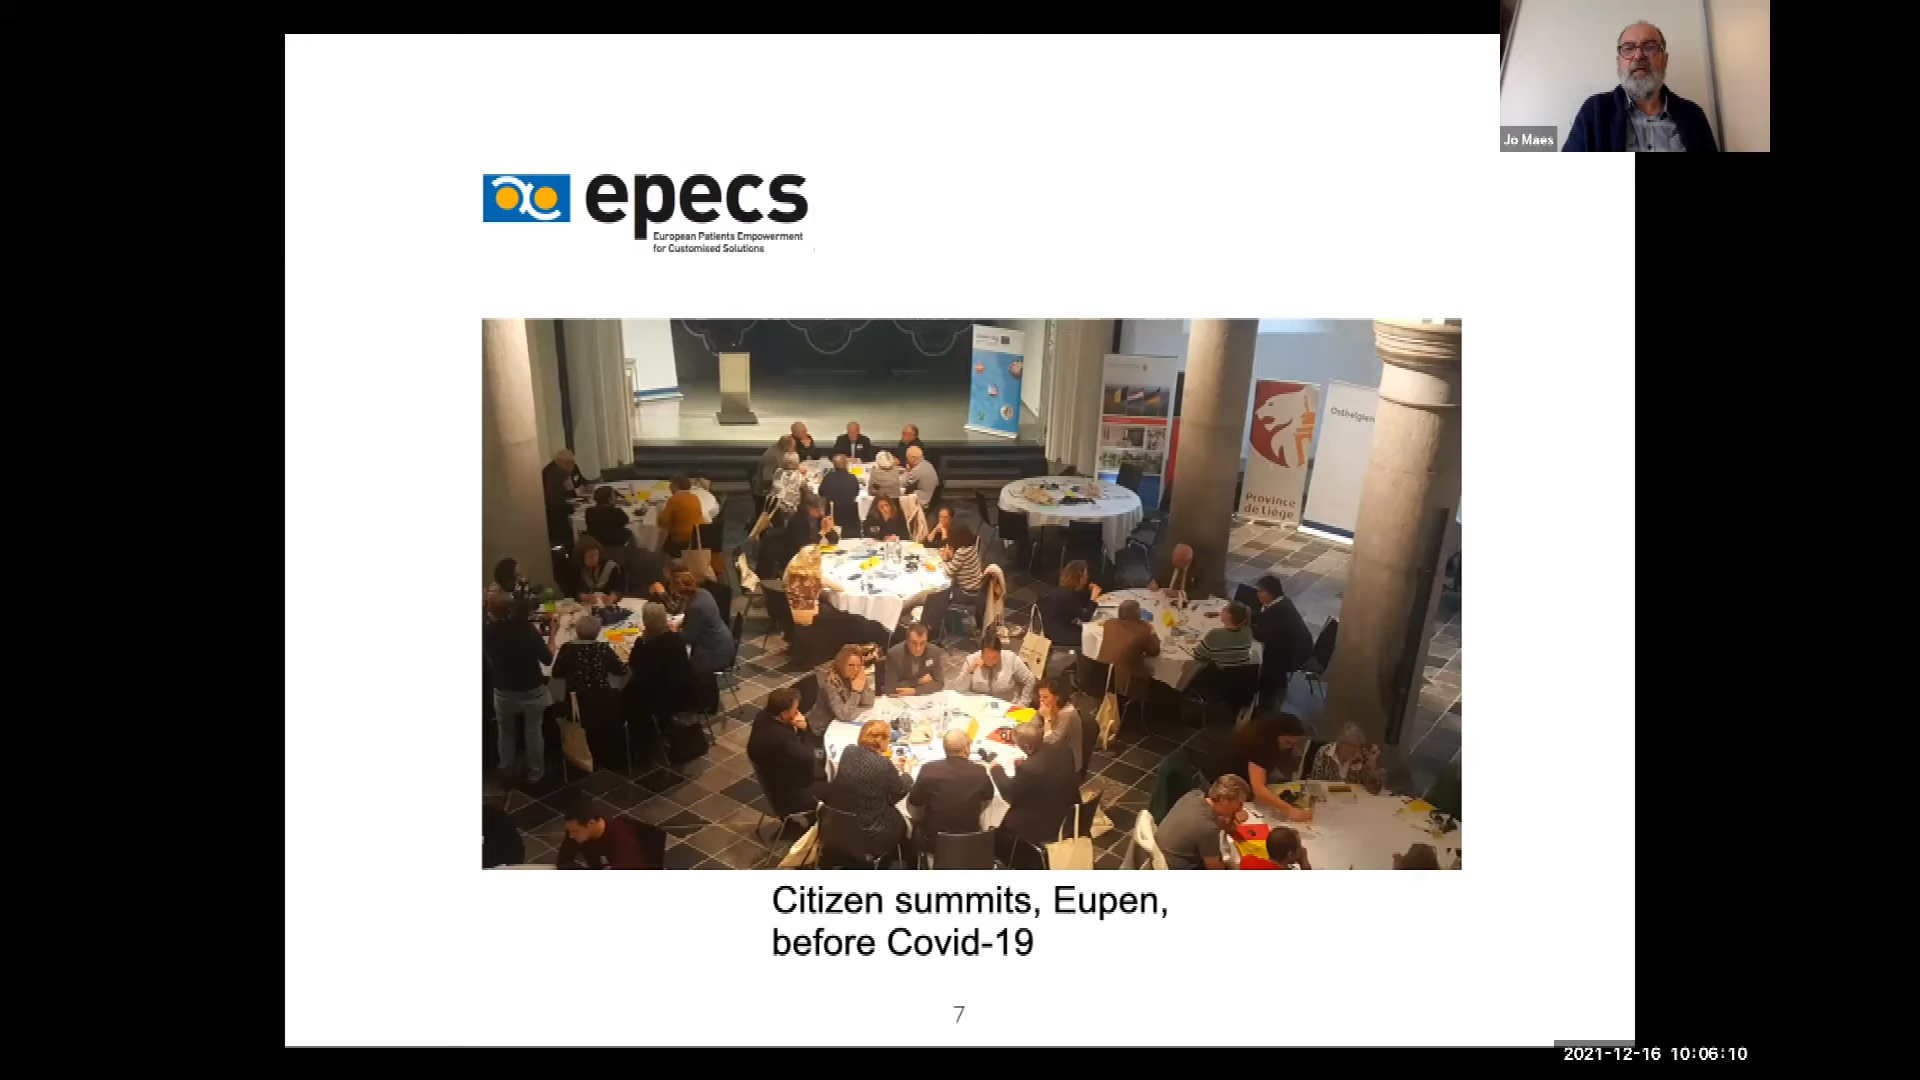 Jo Maes
epecs
European Patients Empowerment
for Customised Solutions
Ostbelgien
Province
de Liège
Citizen summits, Eupen,
before Covid-19
7
2021-12-16 10:06:10